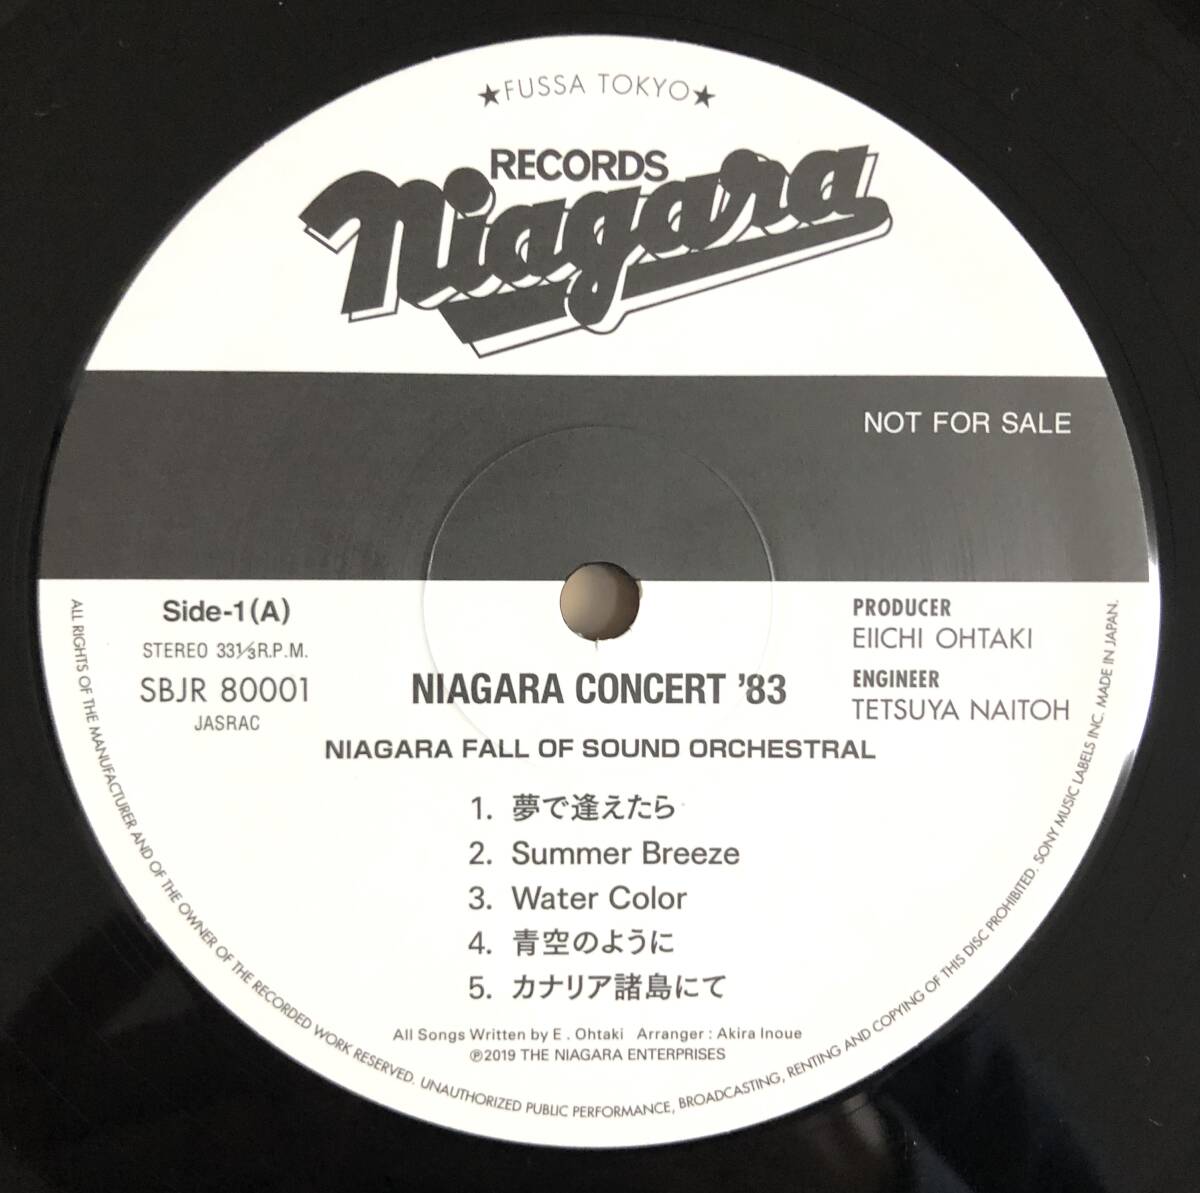 ★FUSSA TOKYO★
RECORDS
Niagara
NOT FOR SALE
Side-1(A)
STEREO 33⅓R.P.M.
SBJR 80001
JASRAC
PRODUCER
EIICHI OHTAKI
ENGINEER
TETSUYA NAITOH
NIAGARA CONCERT '83
NIAGARA FALL OF SOUND ORCHESTRAL
1. 夢で逢えたら
2. Summer Breeze
3. Water Color
4. 青空のように
5. カナリア諸島にて
All Songs Written by E . Ohtaki Arranger : Akira Inoue
℗2019 THE NIAGARA ENTERPRISES
ALL RIGHTS OF THE MANUFACTURER AND OF THE OWNER OF THE RECORDED WORK RESERVED. UNAUTHORIZED PUBLIC PERFORMANCE, BROADCASTING, RENTING AND COPYING OF THIS DISC PROHIBITED. SONY MUSIC LABELS INC. MADE IN JAPAN.